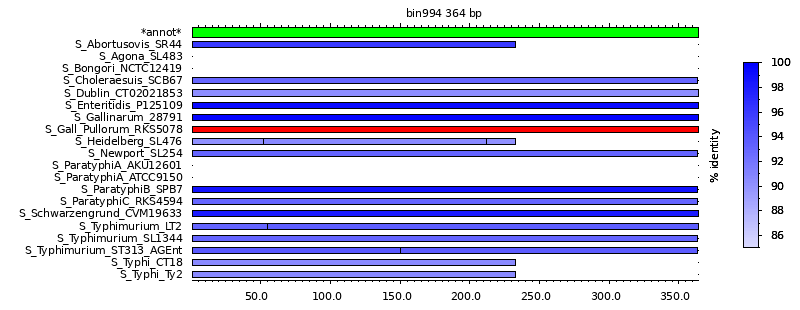 bin994 364 bp
*annot*
S_Abortusovis_SR44
S_Agona_SL483
S_Bongori_NCTC12419
S_Choleraesuis_SCB67
S_Dublin_CT02021853
S_Enteritidis_P125109
S_Gallinarum_28791
S_Gall_Pullorum_RKS5078
S_Heidelberg_SL476
S_Newport_SL254
S_ParatyphiA_AKU12601
S_ParatyphiA_ATCC9150
S_ParatyphiB_SPB7
S_ParatyphiC_RKS4594
S_Schwarzengrund_CVM19633
S_Typhimurium_LT2
S_Typhimurium_SL1344
S_Typhimurium_ST313_AGEnt
S_Typhi_CT18
S_Typhi_Ty2
50.0 100.0 150.0 200.0 250.0 300.0 350.0
100
98
96
94
92
90
88
86
% identity